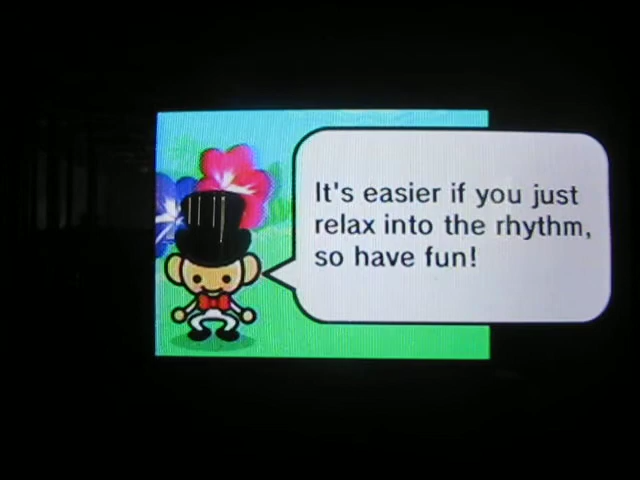 It's easier if you just
relax into the rhythm,
so have fun!